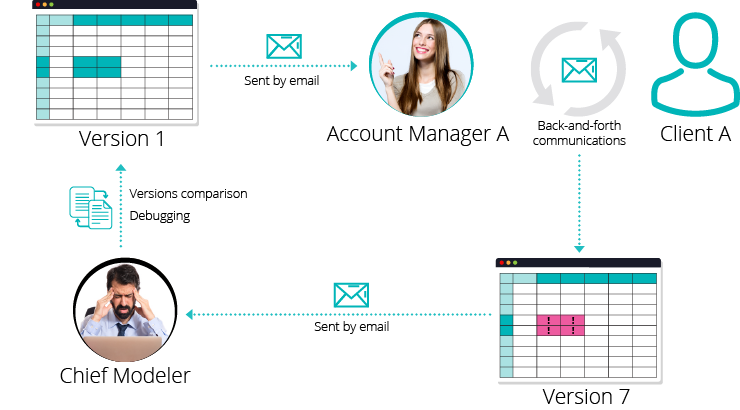 Sent by email
Version 1
Account Manager A
Back-and-forth
communications
Client A
Versions comparison
Debugging
Chief Modeler
Sent by email
! !
! !
Version 7